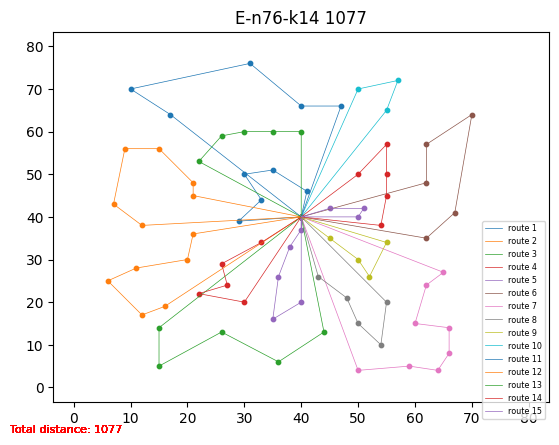 E-n76-k14 1077
80
70
60
50
40
30
20
10
0
0 10 20 30 40 50 60 70 80
route 1
route 2
route 3
route 4
route 5
route 6
route 7
route 8
route 9
route 10
route 11
route 12
route 13
route 14
route 15
Total distance: 1077